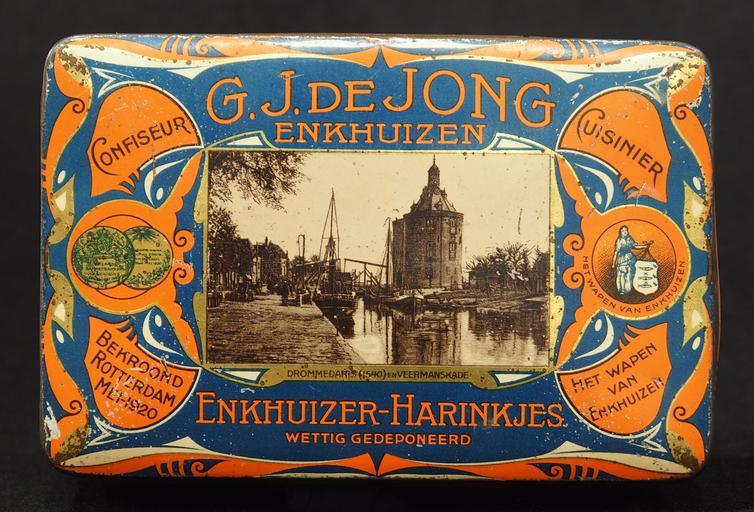 G. J. DE JONG
ENKHUIZEN
CONFISEUR
CUISINIER
HET WAPEN VAN ENKHUIZEN
DROMMEDARIS (1540) EN VEERMANSKADE
BEKROOND
ROTTERDAM
MEI-1920
HET WAPEN
VAN
ENKHUIZEN
ENKHUIZER-HARINKJES
WETTIG GEDEPONEERD